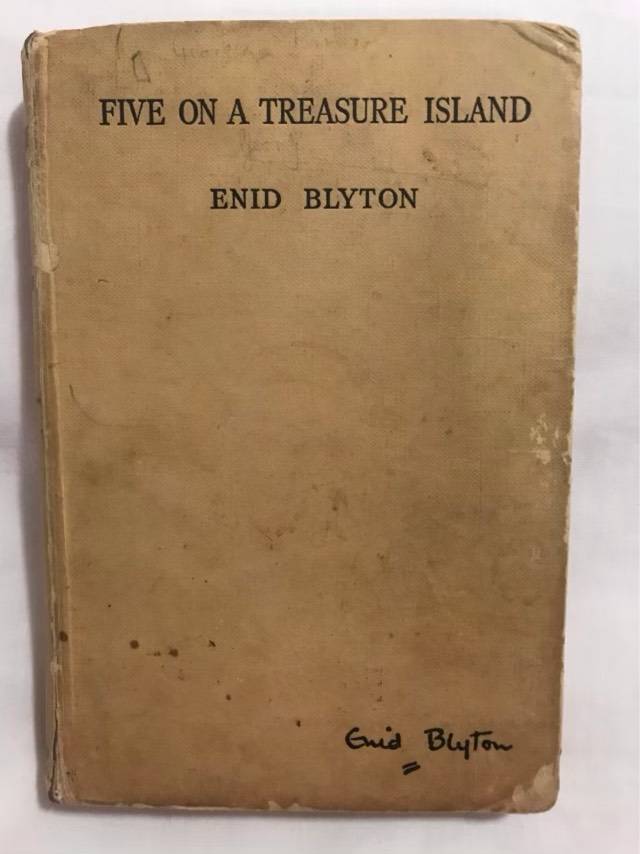 FIVE ON A TREASURE ISLAND
ENID BLYTON
Enid Blyton